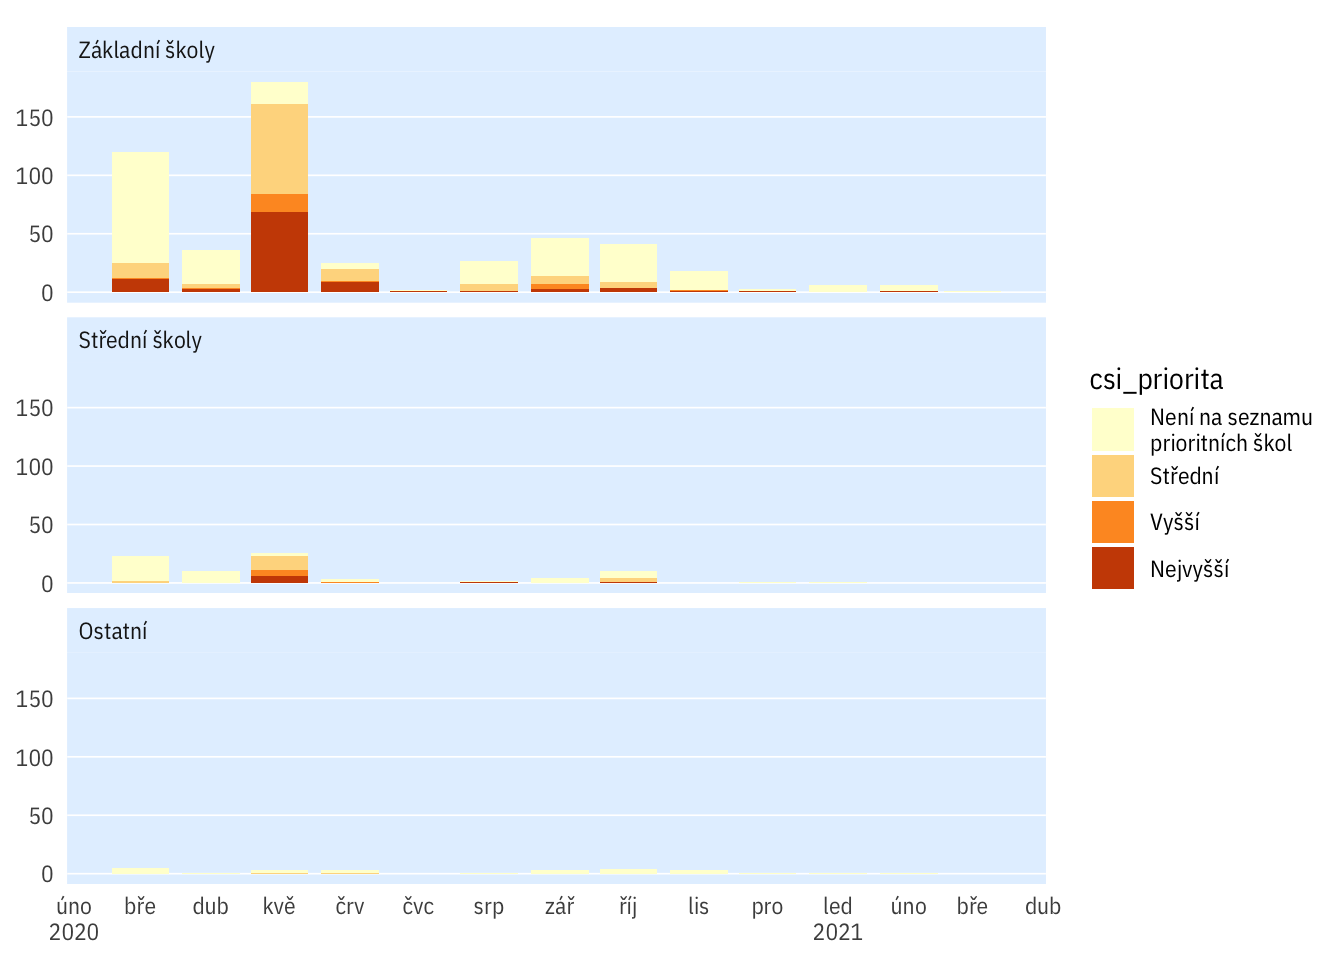 Základní školy
150
100
50
0
Střední školy
150
100
50
0
Ostatní
150
100
50
0
úno bře dub kvě črv čvc srp zář říj lis pro led úno bře dub
2020 2021
csi_priorita
Není na seznamu
prioritních škol
Střední
Vyšší
Nejvyšší